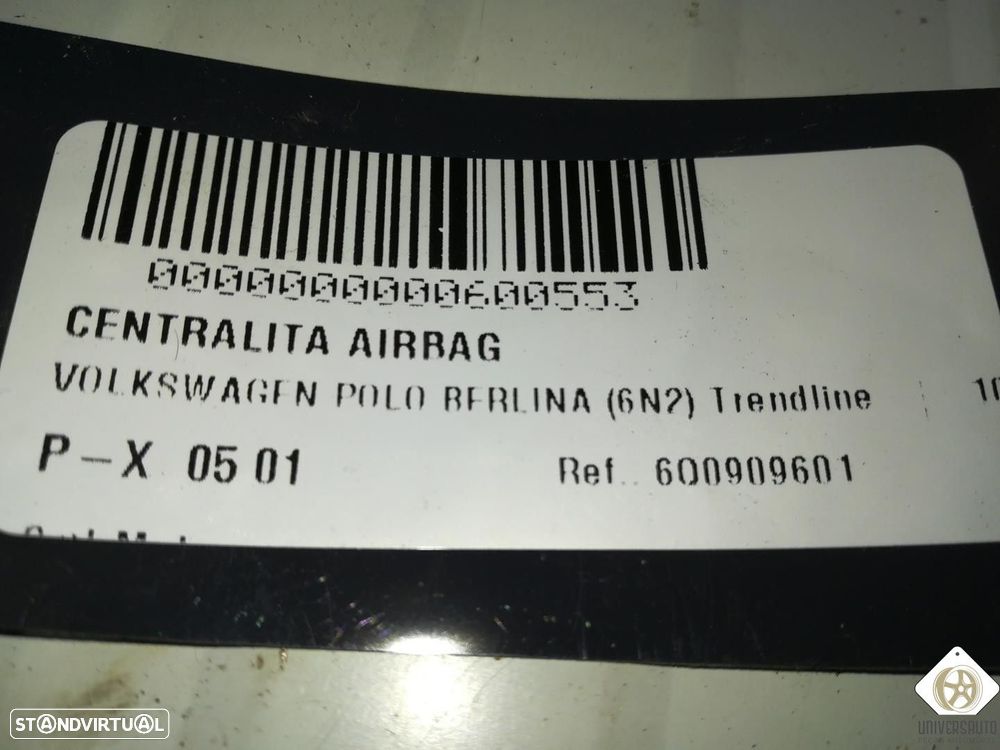 0000000000600553
CENTRALITA AIRBAG
VOLKSWAGEN POLO BERLINA (6N2) Trendline
P-X 05 01 Ref.. 6Q0909601
STANDVIRTUAL
UNIVERSAUTO